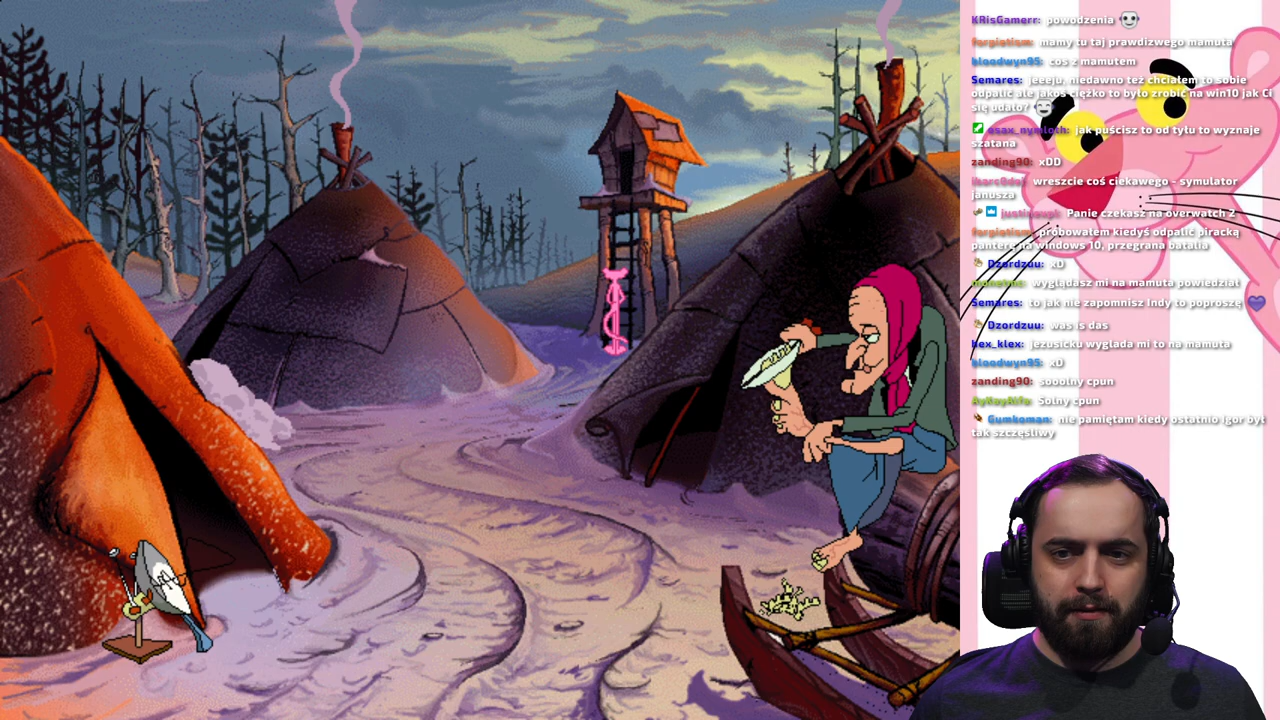 KRisGamerr: powodzenia
forgiotism: mamy tu taj prawdizwego mamuta
bloodwyn95: cos z mamutem
Semares: jeeeju, niedawno też chciałem to sobie
odpalić ale jakoś ciężko to było zrobić na win10 jak Ci
się udało?
jak puścisz to od tyłu to wyznaje
szatana
zanding90: xDD
wreszcie coś ciekawego - symulator
janusza
Panie czekasz na overwatch 2
forgiotism: próbowałem kiedyś odpalić piracką
panterę na windows 10, przegrana batalia
Dzordzuu: xD
wyglądasz mi na mamuta powiedział
Semares: to jak nie zapomnisz Indy to poproszę
Dzordzuu: was is das
hex_klex: jezusicku wyglada mi to na mamuta
bloodwyn95: xD
zanding90: sooolny cpun
AyKayAlfa: Solny cpun
Gumkoman: nie pamiętam kiedy ostatnio Igor był
tak szczęśliwy